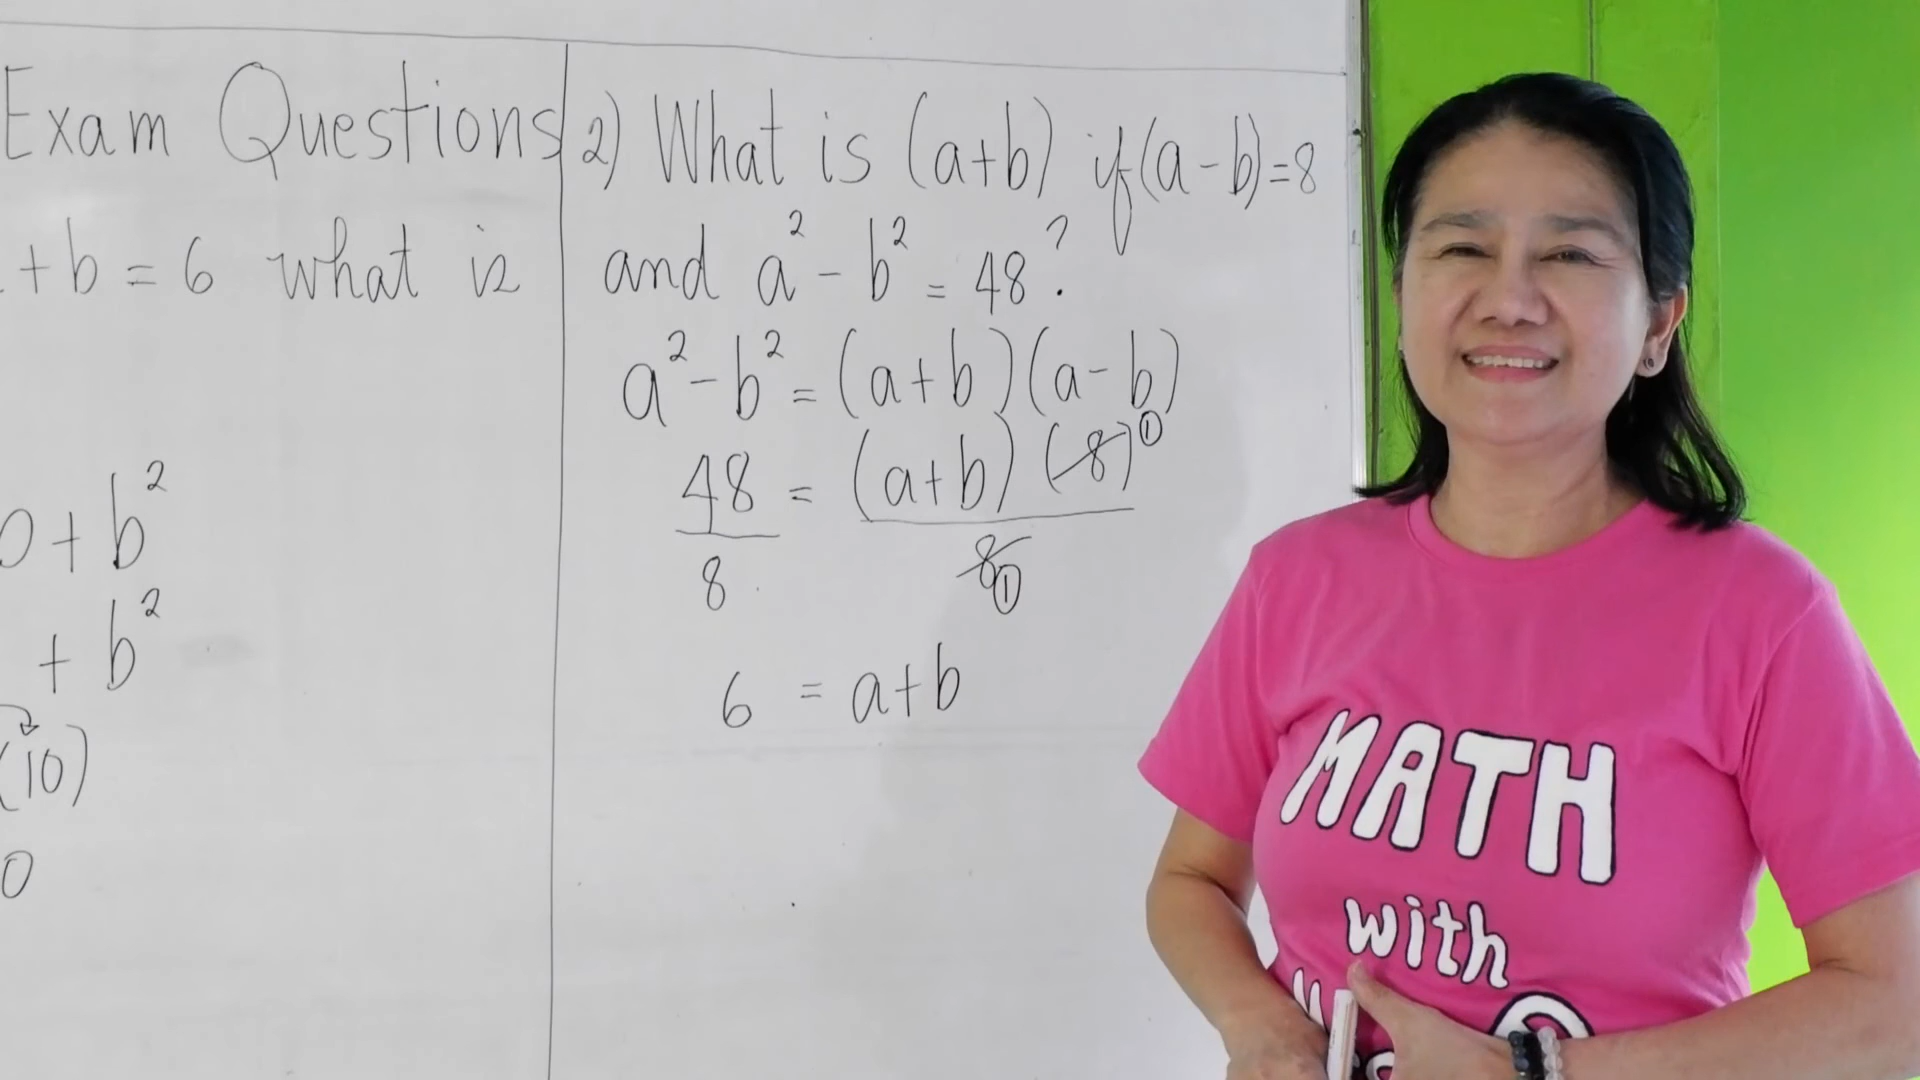 Exam Questions
+ b = 6 what is
+ b²
+ b²
(10)
0
2) What is (a+b) if (a - b) = 8
and a² - b² = 48?
a² - b² = (a+b)(a-b)
48 = (a+b) (8) 1
8 8 1
6 = a+b
MATH
with